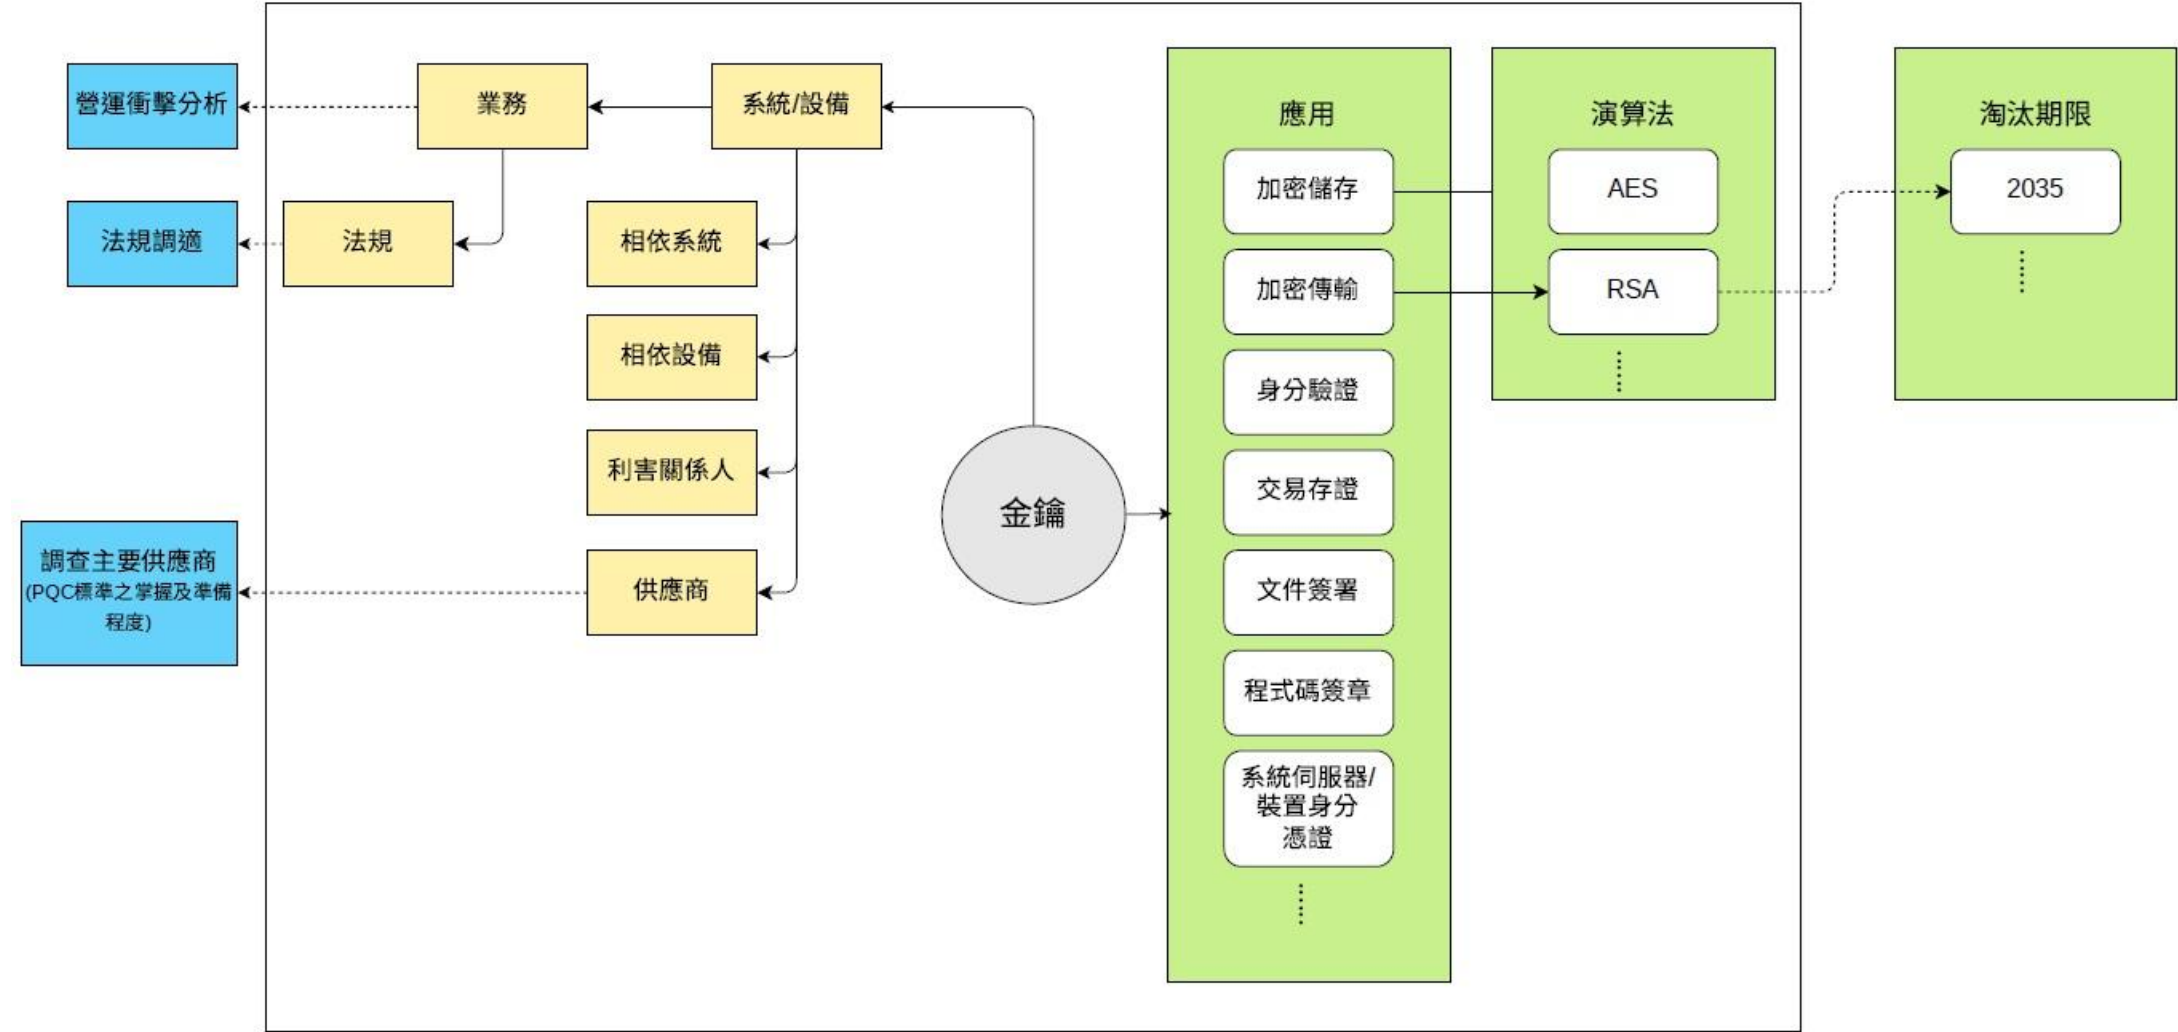 營運衝擊分析
業務
系統/設備
法規調適
法規
相依系統
相依設備
利害關係人
調查主要供應商
(PQC標準之掌握及準備
程度)
供應商
金鑰
應用
加密儲存
加密傳輸
身分驗證
交易存證
文件簽署
程式碼簽章
系統伺服器/
裝置身分
憑證
演算法
AES
RSA
淘汰期限
2035